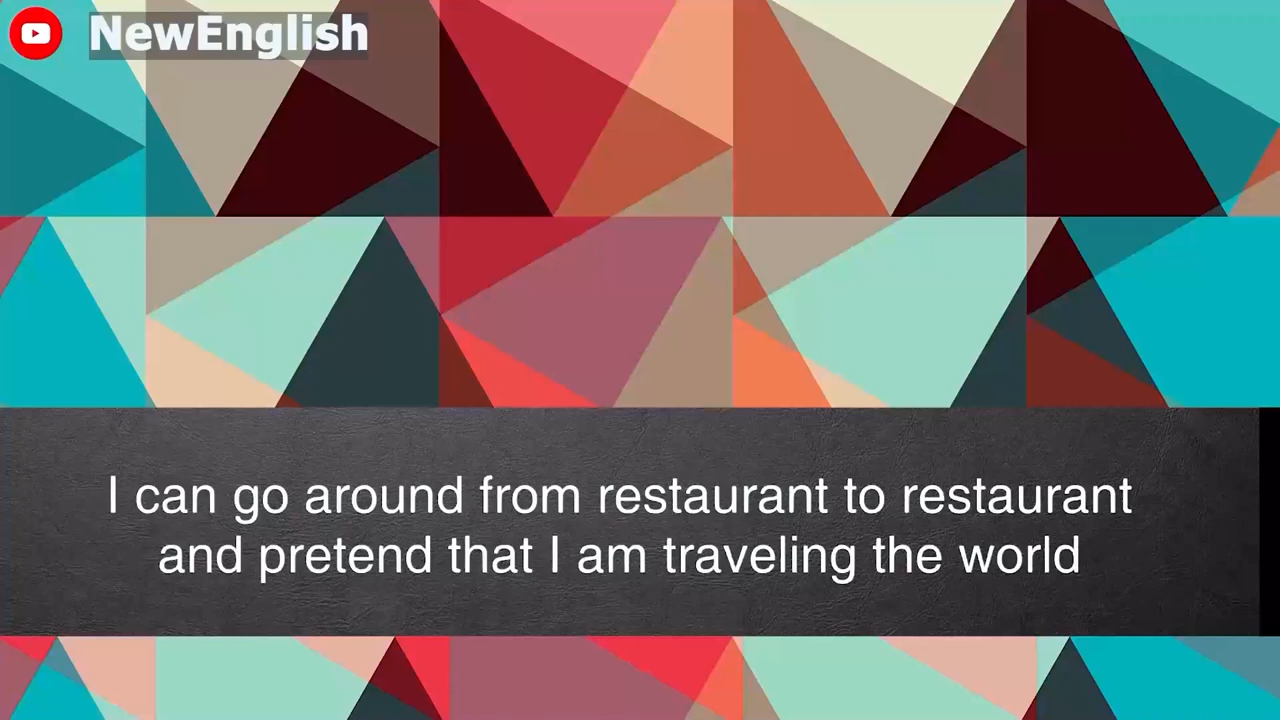 NewEnglish
I can go around from restaurant to restaurant
and pretend that I am traveling the world